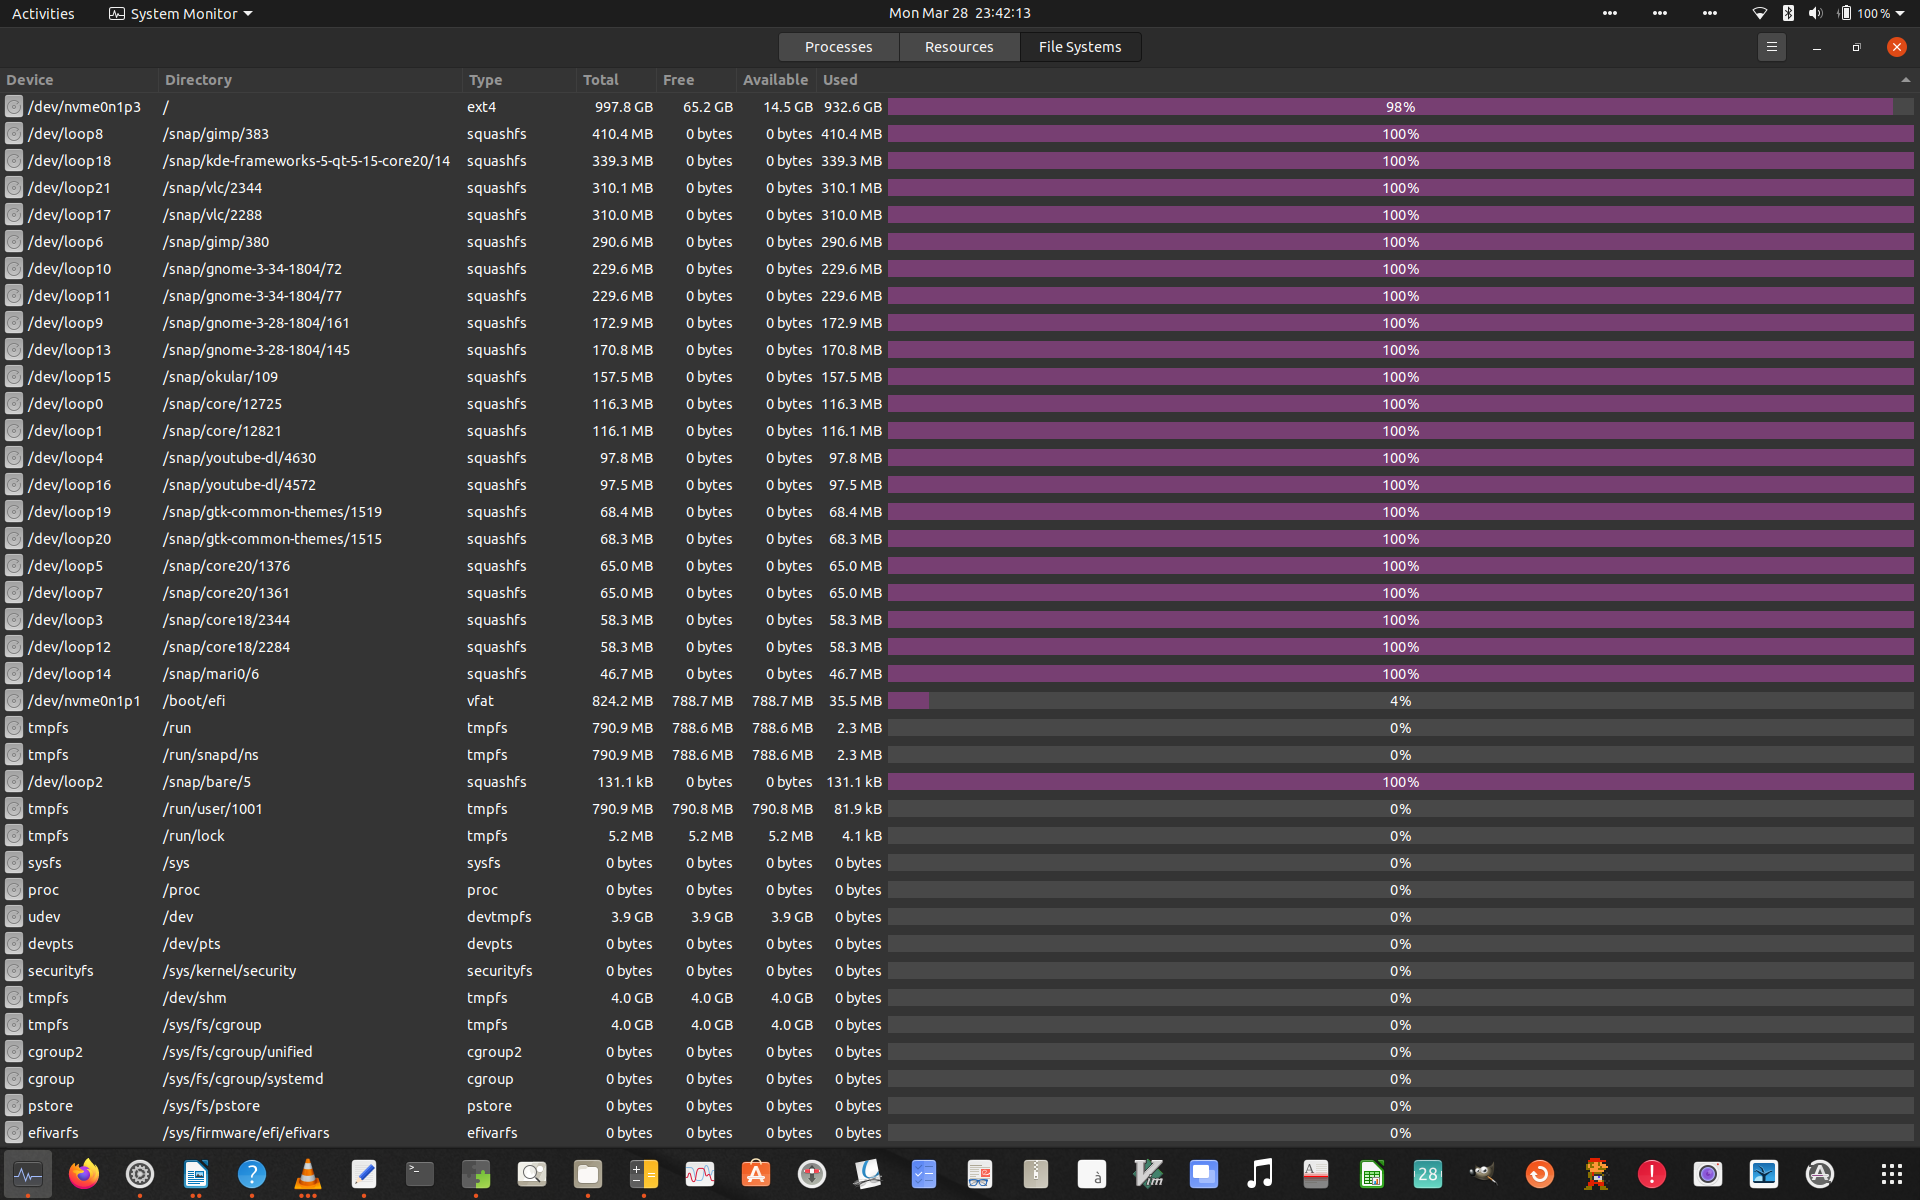 Activities System Monitor Mon Mar 28 23:42:13 100 %
Processes Resources File Systems
Device Directory Type Total Free Available Used
/dev/nvme0n1p3 / ext4 997.8 GB 65.2 GB 14.5 GB 932.6 GB 98%
/dev/loop8 /snap/gimp/383 squashfs 410.4 MB 0 bytes 0 bytes 410.4 MB 100%
/dev/loop18 /snap/kde-frameworks-5-qt-5-15-core20/14 squashfs 339.3 MB 0 bytes 0 bytes 339.3 MB 100%
/dev/loop21 /snap/vlc/2344 squashfs 310.1 MB 0 bytes 0 bytes 310.1 MB 100%
/dev/loop17 /snap/vlc/2288 squashfs 310.0 MB 0 bytes 0 bytes 310.0 MB 100%
/dev/loop6 /snap/gimp/380 squashfs 290.6 MB 0 bytes 0 bytes 290.6 MB 100%
/dev/loop10 /snap/gnome-3-34-1804/72 squashfs 229.6 MB 0 bytes 0 bytes 229.6 MB 100%
/dev/loop11 /snap/gnome-3-34-1804/77 squashfs 229.6 MB 0 bytes 0 bytes 229.6 MB 100%
/dev/loop9 /snap/gnome-3-28-1804/161 squashfs 172.9 MB 0 bytes 0 bytes 172.9 MB 100%
/dev/loop13 /snap/gnome-3-28-1804/145 squashfs 170.8 MB 0 bytes 0 bytes 170.8 MB 100%
/dev/loop15 /snap/okular/109 squashfs 157.5 MB 0 bytes 0 bytes 157.5 MB 100%
/dev/loop0 /snap/core/12725 squashfs 116.3 MB 0 bytes 0 bytes 116.3 MB 100%
/dev/loop1 /snap/core/12821 squashfs 116.1 MB 0 bytes 0 bytes 116.1 MB 100%
/dev/loop4 /snap/youtube-dl/4630 squashfs 97.8 MB 0 bytes 0 bytes 97.8 MB 100%
/dev/loop16 /snap/youtube-dl/4572 squashfs 97.5 MB 0 bytes 0 bytes 97.5 MB 100%
/dev/loop19 /snap/gtk-common-themes/1519 squashfs 68.4 MB 0 bytes 0 bytes 68.4 MB 100%
/dev/loop20 /snap/gtk-common-themes/1515 squashfs 68.3 MB 0 bytes 0 bytes 68.3 MB 100%
/dev/loop5 /snap/core20/1376 squashfs 65.0 MB 0 bytes 0 bytes 65.0 MB 100%
/dev/loop7 /snap/core20/1361 squashfs 65.0 MB 0 bytes 0 bytes 65.0 MB 100%
/dev/loop3 /snap/core18/2344 squashfs 58.3 MB 0 bytes 0 bytes 58.3 MB 100%
/dev/loop12 /snap/core18/2284 squashfs 58.3 MB 0 bytes 0 bytes 58.3 MB 100%
/dev/loop14 /snap/mari0/6 squashfs 46.7 MB 0 bytes 0 bytes 46.7 MB 100%
/dev/nvme0n1p1 /boot/efi vfat 824.2 MB 788.7 MB 788.7 MB 35.5 MB 4%
tmpfs /run tmpfs 790.9 MB 788.6 MB 788.6 MB 2.3 MB 0%
tmpfs /run/snapd/ns tmpfs 790.9 MB 788.6 MB 788.6 MB 2.3 MB 0%
/dev/loop2 /snap/bare/5 squashfs 131.1 kB 0 bytes 0 bytes 131.1 kB 100%
tmpfs /run/user/1001 tmpfs 790.9 MB 790.8 MB 790.8 MB 81.9 kB 0%
tmpfs /run/lock tmpfs 5.2 MB 5.2 MB 5.2 MB 4.1 kB 0%
sysfs /sys sysfs 0 bytes 0 bytes 0 bytes 0 bytes 0%
proc /proc proc 0 bytes 0 bytes 0 bytes 0 bytes 0%
udev /dev devtmpfs 3.9 GB 3.9 GB 3.9 GB 0 bytes 0%
devpts /dev/pts devpts 0 bytes 0 bytes 0 bytes 0 bytes 0%
securityfs /sys/kernel/security securityfs 0 bytes 0 bytes 0 bytes 0 bytes 0%
tmpfs /dev/shm tmpfs 4.0 GB 4.0 GB 4.0 GB 0 bytes 0%
tmpfs /sys/fs/cgroup tmpfs 4.0 GB 4.0 GB 4.0 GB 0 bytes 0%
cgroup2 /sys/fs/cgroup/unified cgroup2 0 bytes 0 bytes 0 bytes 0 bytes 0%
cgroup /sys/fs/cgroup/systemd cgroup 0 bytes 0 bytes 0 bytes 0 bytes 0%
pstore /sys/fs/pstore pstore 0 bytes 0 bytes 0 bytes 0 bytes 0%
efivarfs /sys/firmware/efi/efivars efivarfs 0 bytes 0 bytes 0 bytes 0 bytes 0%
? >_ à Vim A 28 !